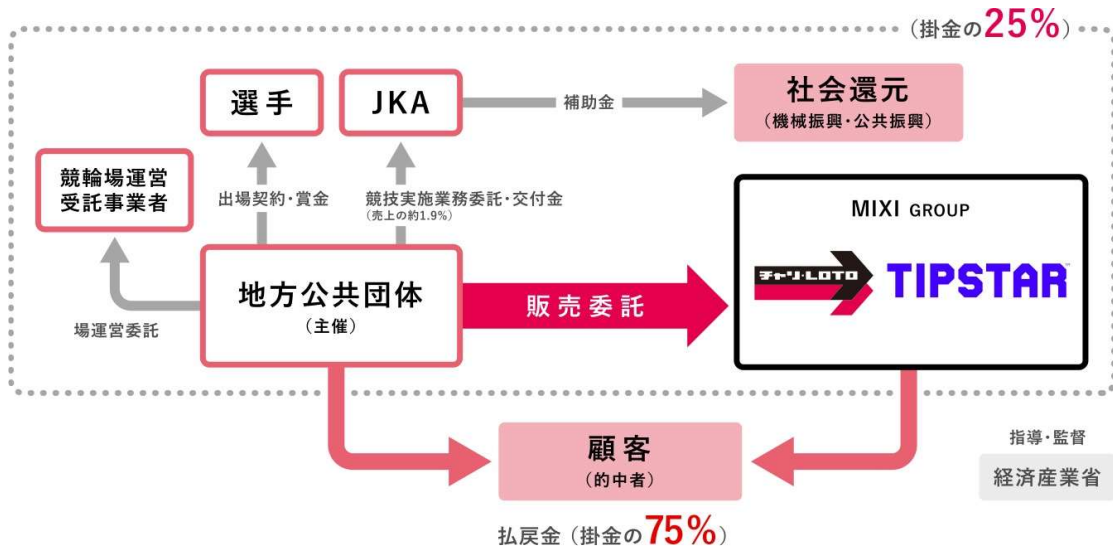 (掛金の25%)
選手
JKA
補助金
社会還元
(機械振興・公共振興)
競輪場運営
受託事業者
出場契約・賞金
競技実施業務委託・交付金
(売上の約1.9%)
MIXI GROUP
チャリ・LOTO
TIPSTAR™
地方公共団体
(主催)
販売委託
場運営委託
顧客
(的中者)
指導・監督
経済産業省
払戻金(掛金の75%)